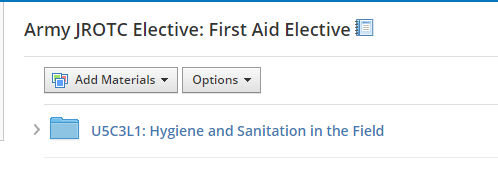 Army JROTC Elective: First Aid Elective
Add Materials Options
U5C3L1: Hygiene and Sanitation in the Field